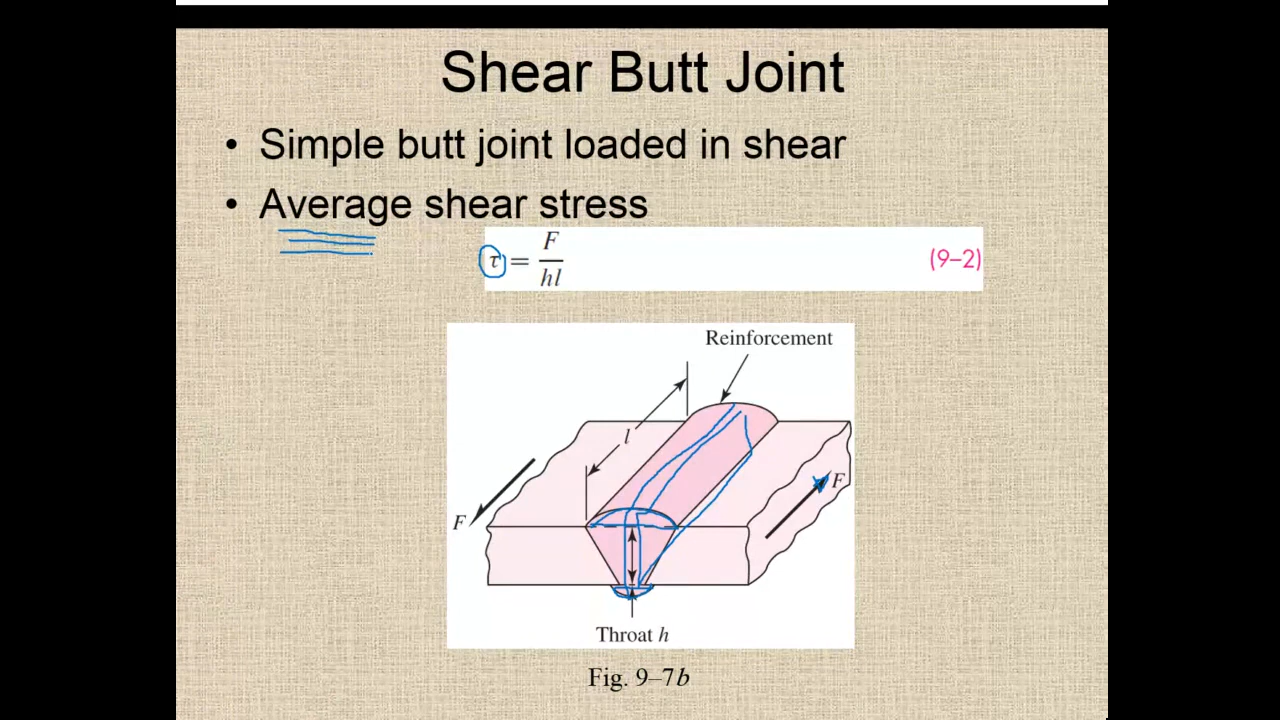 Shear Butt Joint
• Simple butt joint loaded in shear
• Average shear stress
τ = F / hl (9–2)
Reinforcement
l
F
F
Throat h
Fig. 9–7b